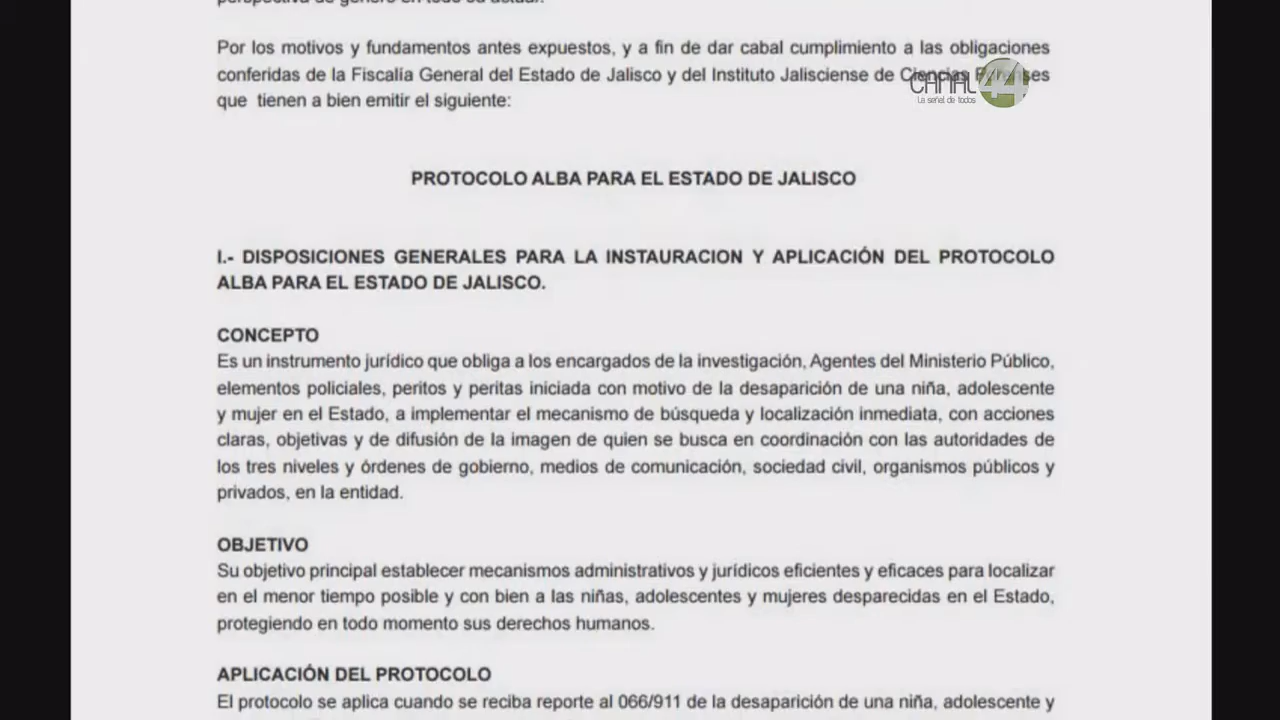 perspectiva de género en todo su actuar.
Por los motivos y fundamentos antes expuestos, y a fin de dar cabal cumplimiento a las obligaciones
conferidas de la Fiscalía General del Estado de Jalisco y del Instituto Jalisciense de Ciencias Forenses
que tienen a bien emitir el siguiente:
CANAL 44
La señal de todos
PROTOCOLO ALBA PARA EL ESTADO DE JALISCO
I.- DISPOSICIONES GENERALES PARA LA INSTAURACION Y APLICACIÓN DEL PROTOCOLO
ALBA PARA EL ESTADO DE JALISCO.
CONCEPTO
Es un instrumento jurídico que obliga a los encargados de la investigación, Agentes del Ministerio Público,
elementos policiales, peritos y peritas iniciada con motivo de la desaparición de una niña, adolescente
y mujer en el Estado, a implementar el mecanismo de búsqueda y localización inmediata, con acciones
claras, objetivas y de difusión de la imagen de quien se busca en coordinación con las autoridades de
los tres niveles y órdenes de gobierno, medios de comunicación, sociedad civil, organismos públicos y
privados, en la entidad.
OBJETIVO
Su objetivo principal establecer mecanismos administrativos y jurídicos eficientes y eficaces para localizar
en el menor tiempo posible y con bien a las niñas, adolescentes y mujeres desparecidas en el Estado,
protegiendo en todo momento sus derechos humanos.
APLICACIÓN DEL PROTOCOLO
El protocolo se aplica cuando se reciba reporte al 066/911 de la desaparición de una niña, adolescente y